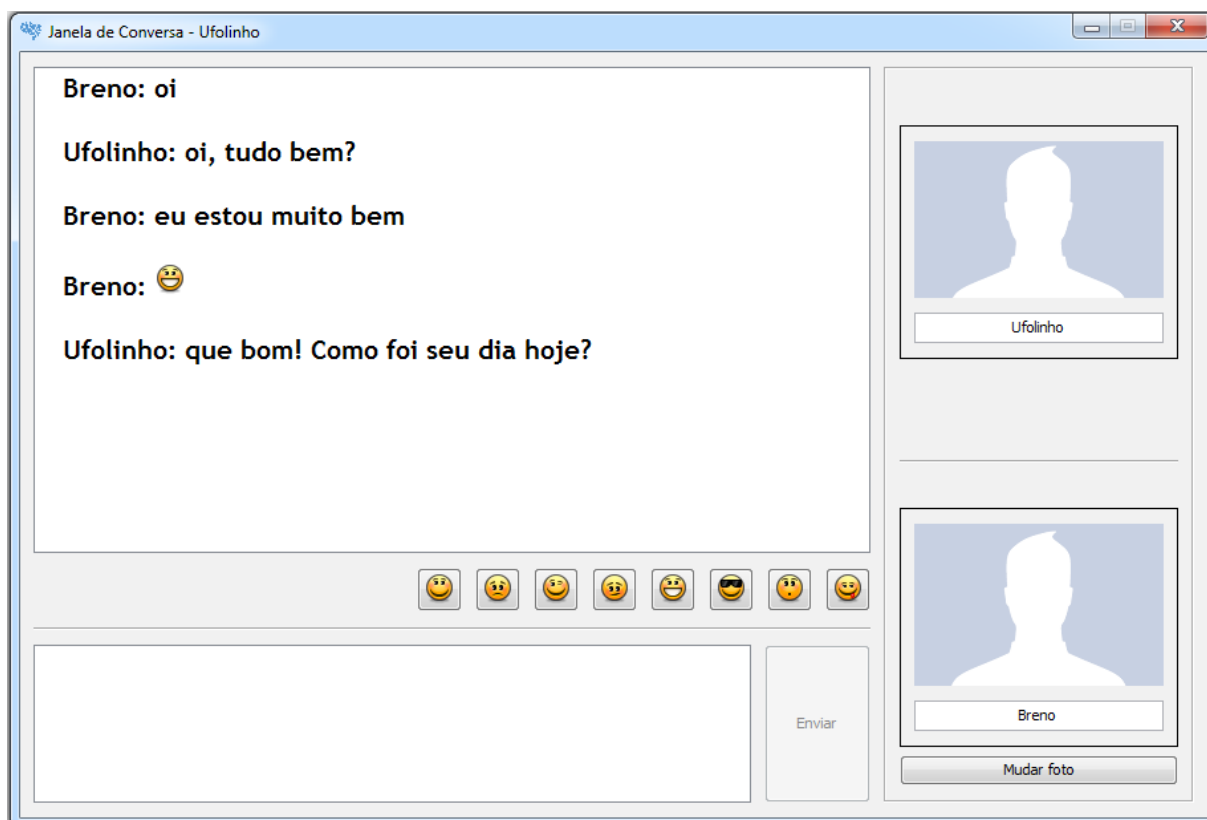 Janela de Conversa - Ufolinho
Breno: oi
Ufolinho: oi, tudo bem?
Breno: eu estou muito bem
Breno:
Ufolinho: que bom! Como foi seu dia hoje?
Enviar
Ufolinho
Breno
Mudar foto